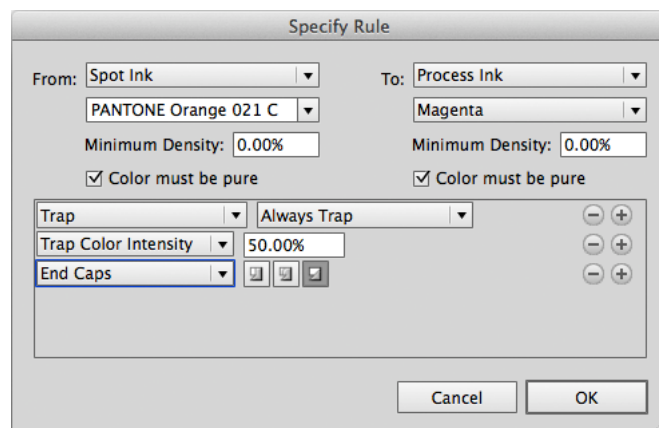 Specify Rule
From: Spot Ink To: Process Ink
PANTONE Orange 021 C Magenta
Minimum Density: 0.00% Minimum Density: 0.00%
Color must be pure Color must be pure
Trap Always Trap
Trap Color Intensity 50.00%
End Caps
Cancel OK